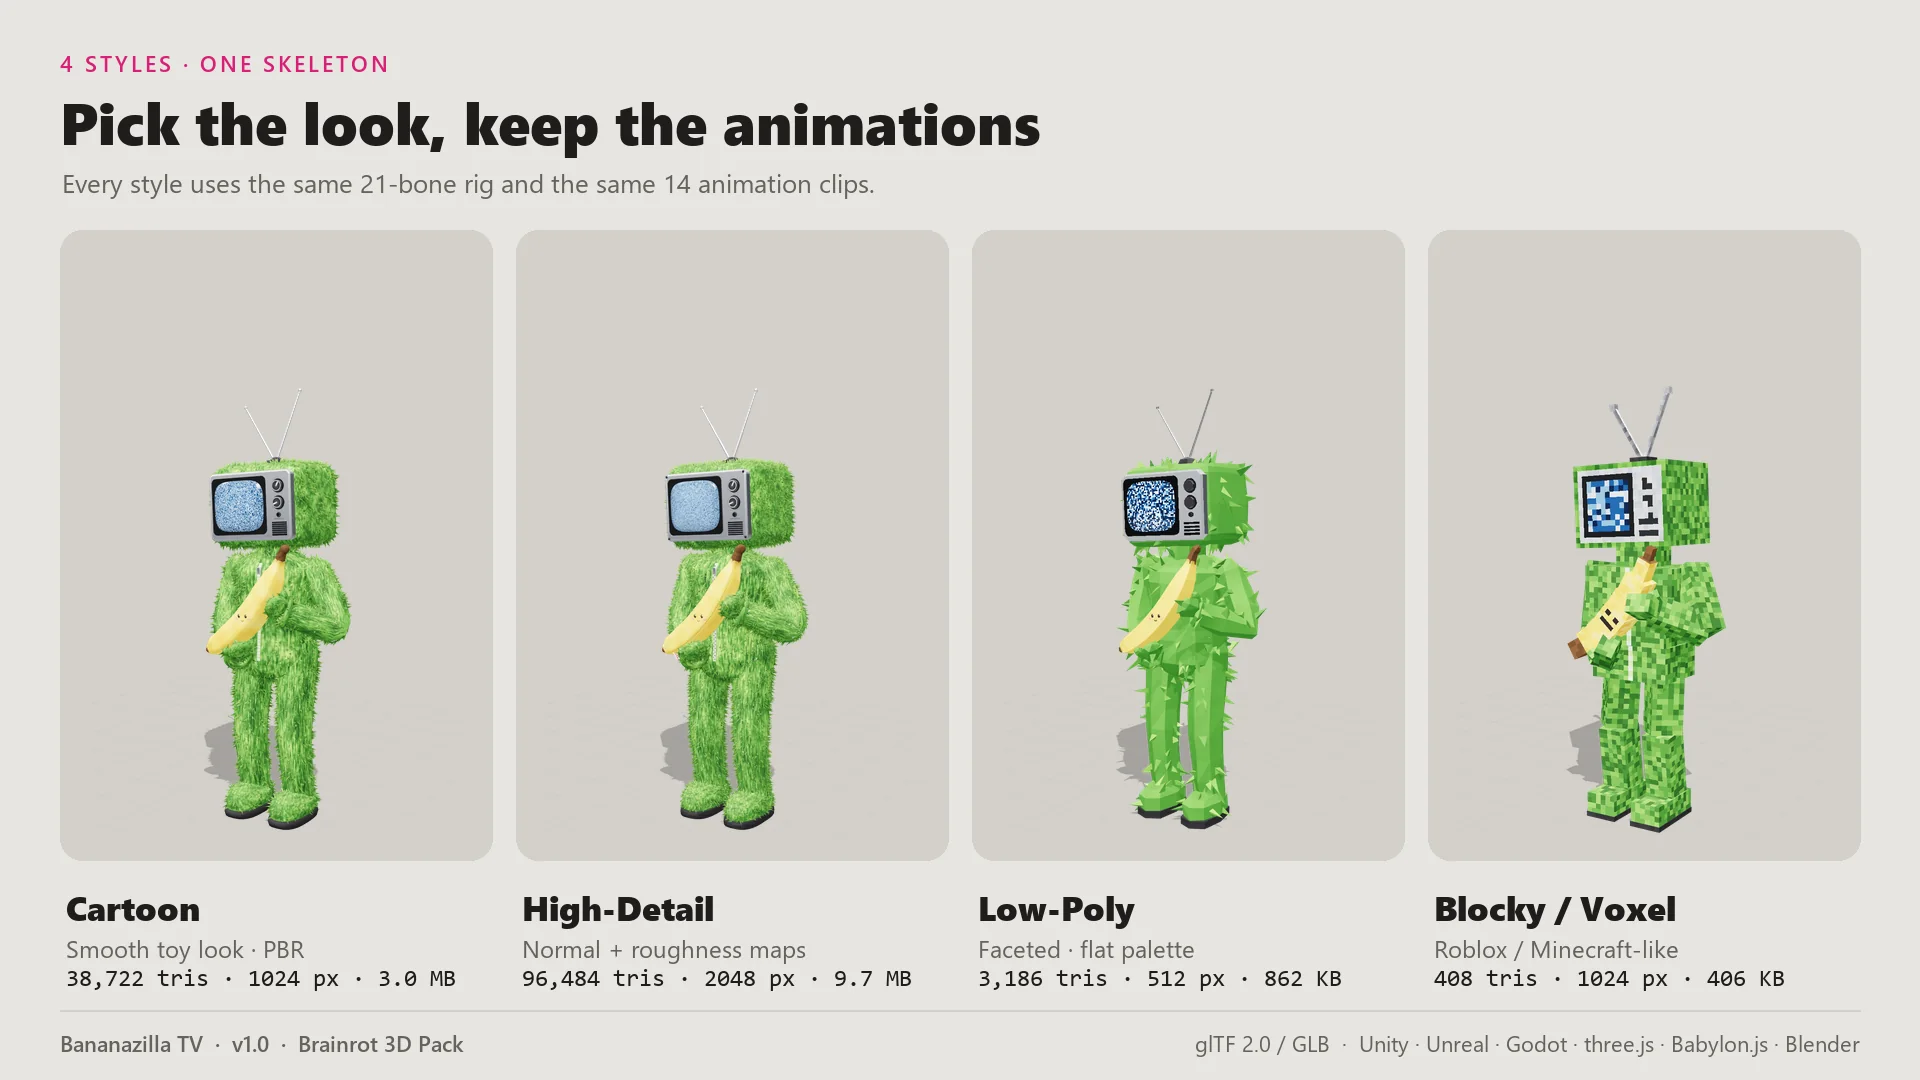 4 STYLES · ONE SKELETON
Pick the look, keep the animations
Every style uses the same 21-bone rig and the same 14 animation clips.
Cartoon
Smooth toy look · PBR
38,722 tris · 1024 px · 3.0 MB
High-Detail
Normal + roughness maps
96,484 tris · 2048 px · 9.7 MB
Low-Poly
Faceted · flat palette
3,186 tris · 512 px · 862 KB
Blocky / Voxel
Roblox / Minecraft-like
408 tris · 1024 px · 406 KB
Bananazilla TV · v1.0 · Brainrot 3D Pack
glTF 2.0 / GLB · Unity · Unreal · Godot · three.js · Babylon.js · Blender